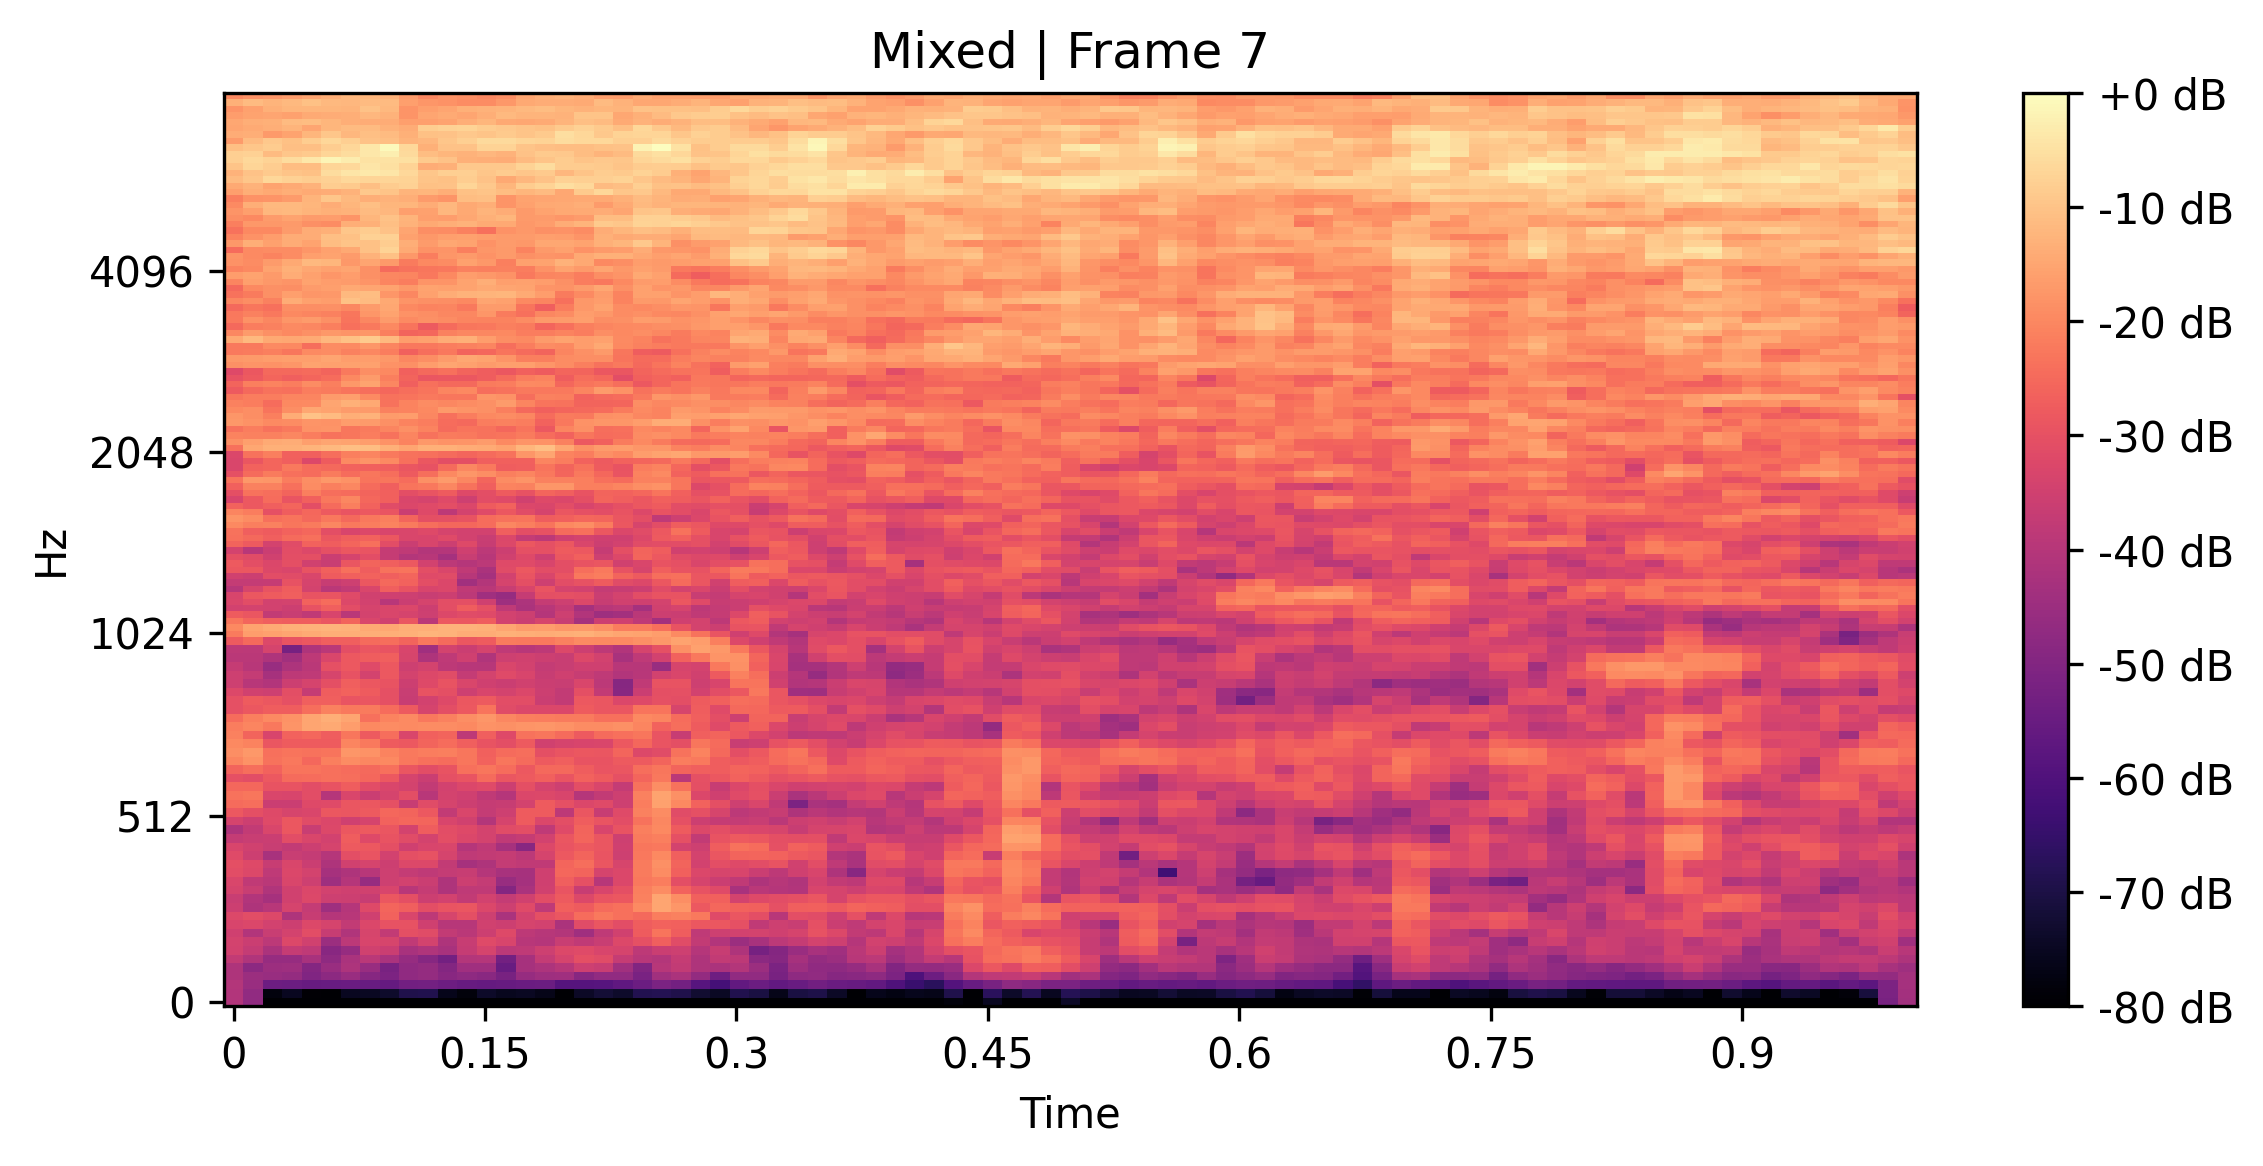 Mixed | Frame 7
+0 dB
-10 dB
-20 dB
-30 dB
-40 dB
-50 dB
-60 dB
-70 dB
-80 dB
Hz
4096
2048
1024
512
0
0 0.15 0.3 0.45 0.6 0.75 0.9
Time